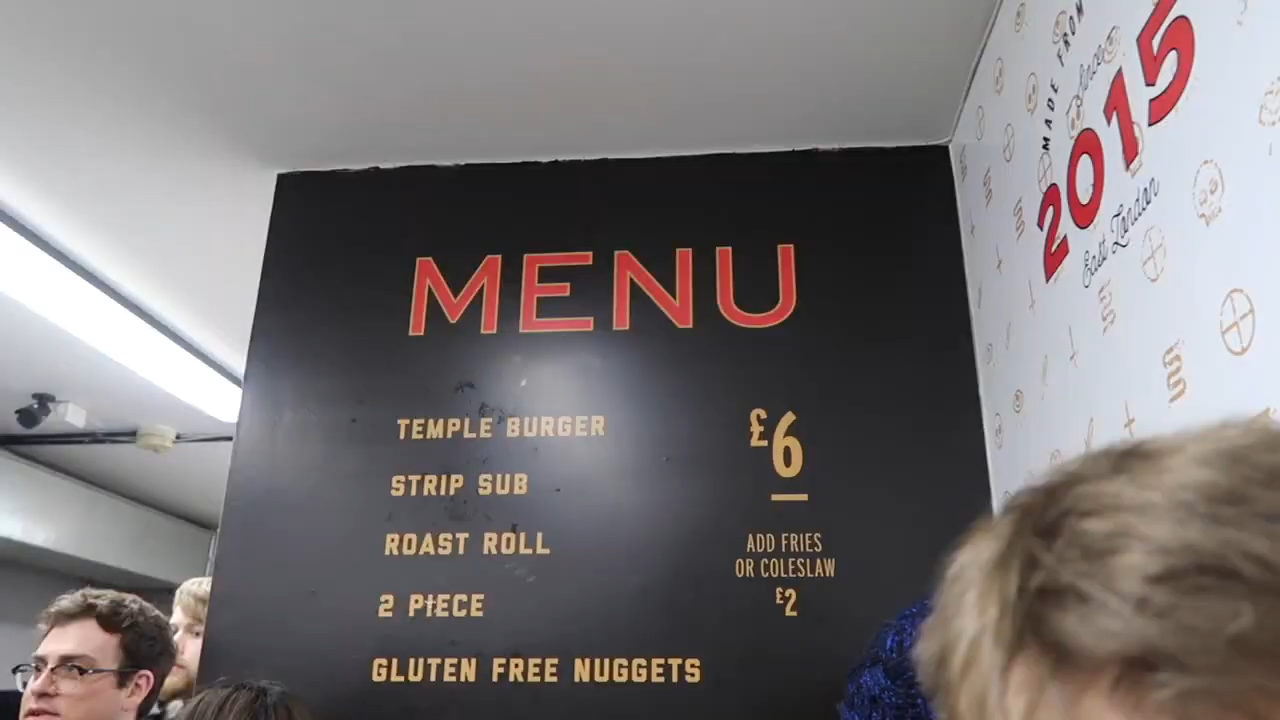 MENU
TEMPLE BURGER
STRIP SUB
ROAST ROLL
2 PIECE
GLUTEN FREE NUGGETS
£6
ADD FRIES
OR COLESLAW
£2
MADE FROM
Since
2015
East London